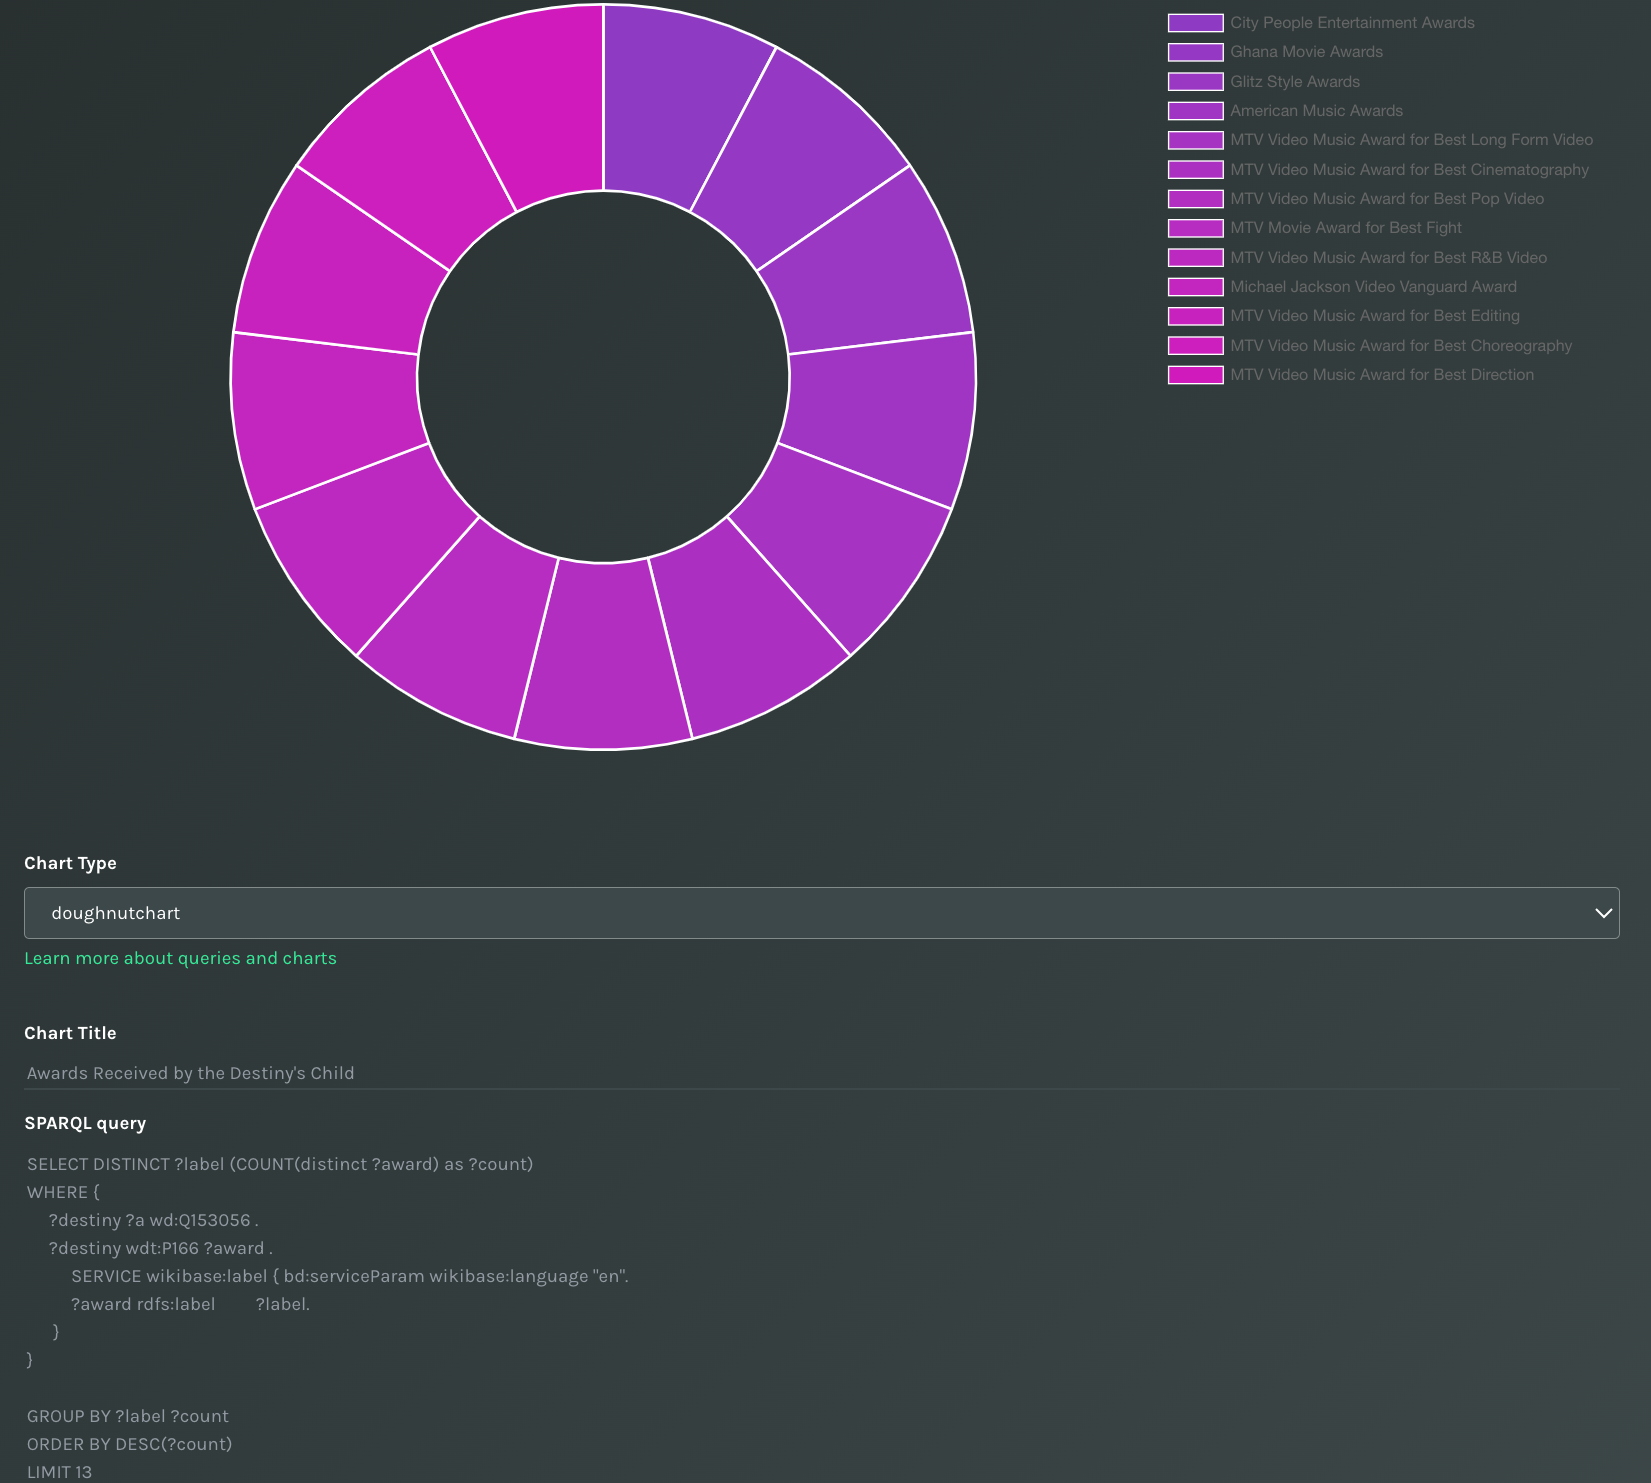 City People Entertainment Awards
Ghana Movie Awards
Glitz Style Awards
American Music Awards
MTV Video Music Award for Best Long Form Video
MTV Video Music Award for Best Cinematography
MTV Video Music Award for Best Pop Video
MTV Movie Award for Best Fight
MTV Video Music Award for Best R&B Video
Michael Jackson Video Vanguard Award
MTV Video Music Award for Best Editing
MTV Video Music Award for Best Choreography
MTV Video Music Award for Best Direction
Chart Type
doughnutchart
Learn more about queries and charts
Chart Title
Awards Received by the Destiny's Child
SPARQL query
SELECT DISTINCT ?label (COUNT(distinct ?award) as ?count)
WHERE {
?destiny ?a wd:Q153056 .
?destiny wdt:P166 ?award .
SERVICE wikibase:label { bd:serviceParam wikibase:language "en".
?award rdfs:label ?label.
}
}
GROUP BY ?label ?count
ORDER BY DESC(?count)
LIMIT 13